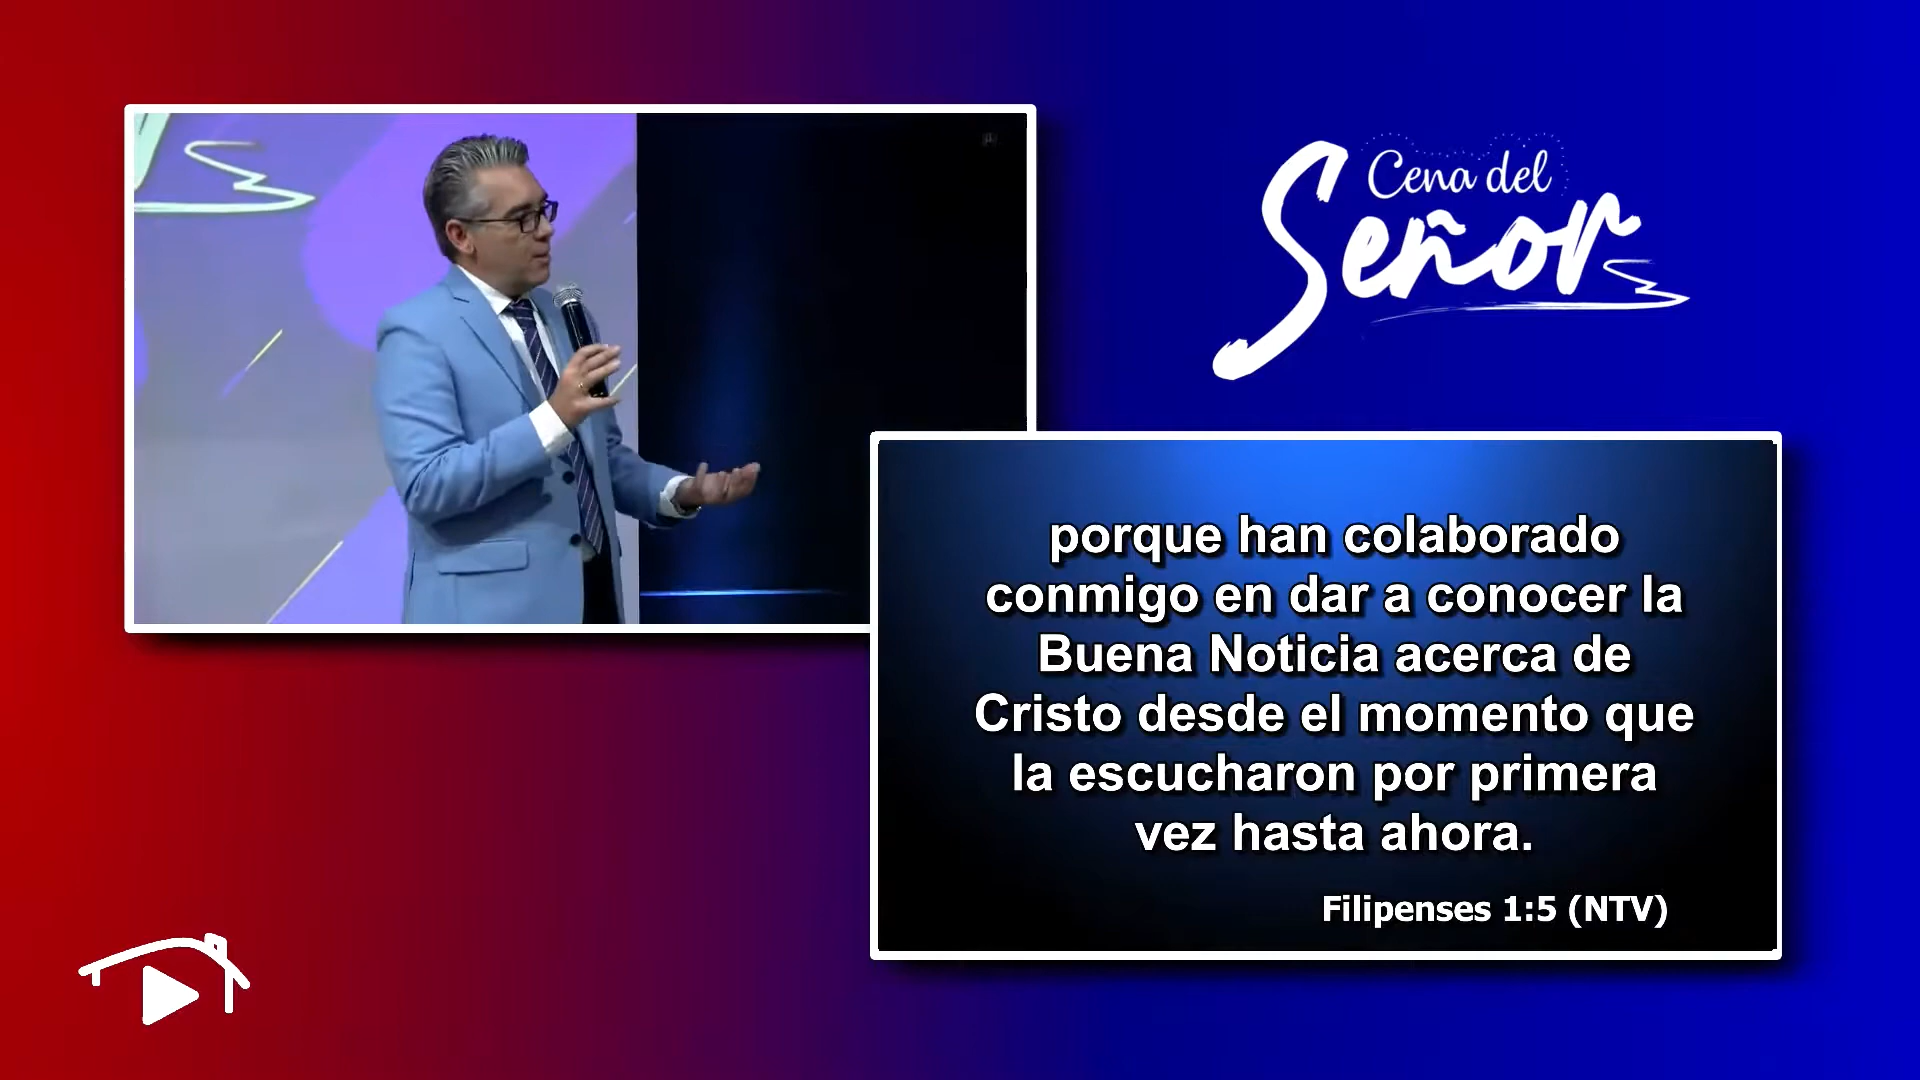 Cena del
Señor
porque han colaborado
conmigo en dar a conocer la
Buena Noticia acerca de
Cristo desde el momento que
la escucharon por primera
vez hasta ahora.
Filipenses 1:5 (NTV)